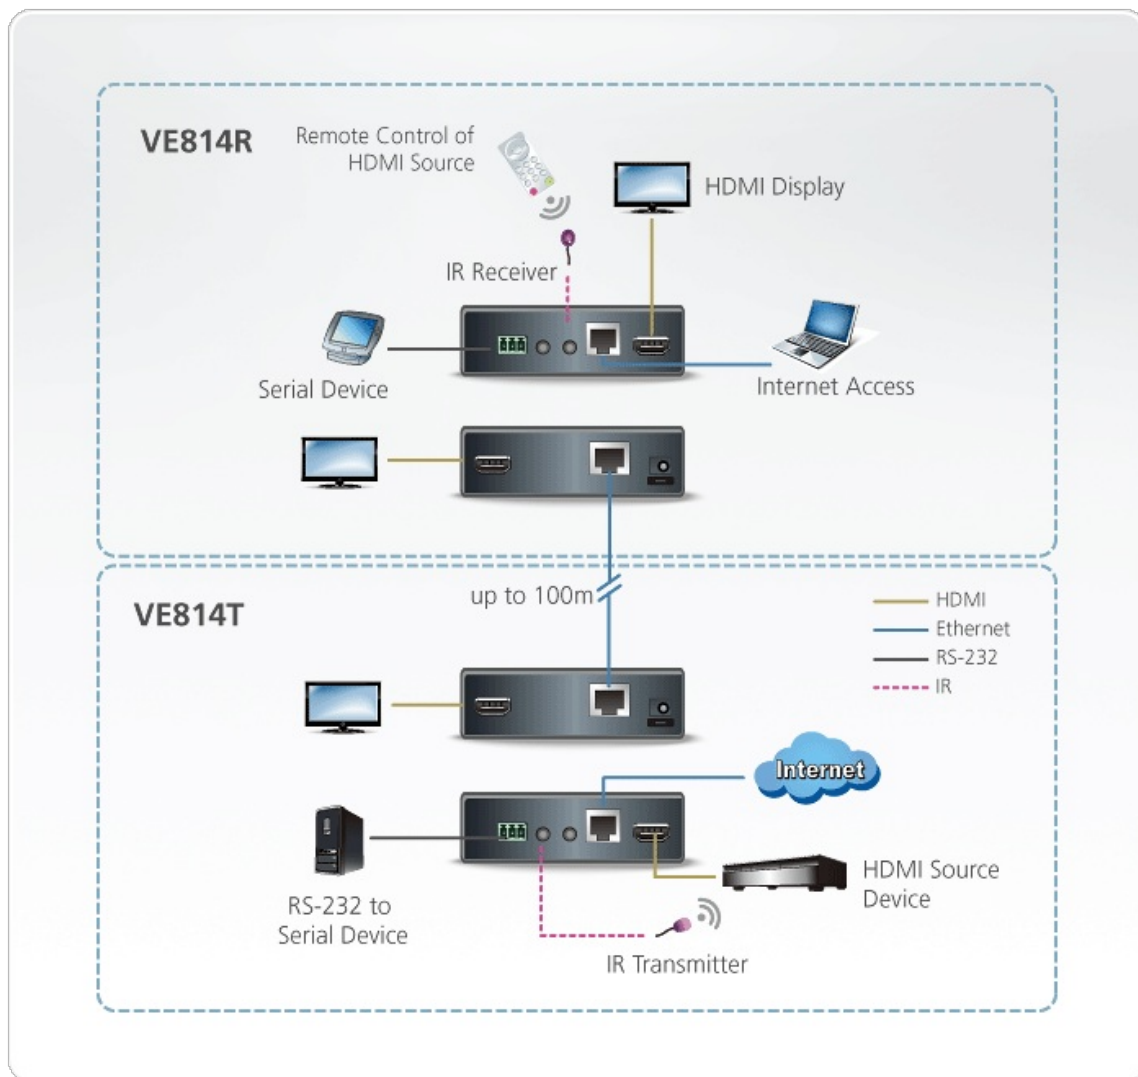 VE814R
Remote Control of
HDMI Source
HDMI Display
IR Receiver
Serial Device
Internet Access
up to 100m
VE814T
HDMI
Ethernet
RS-232
IR
Internet
HDMI Source
Device
RS-232 to
Serial Device
IR Transmitter